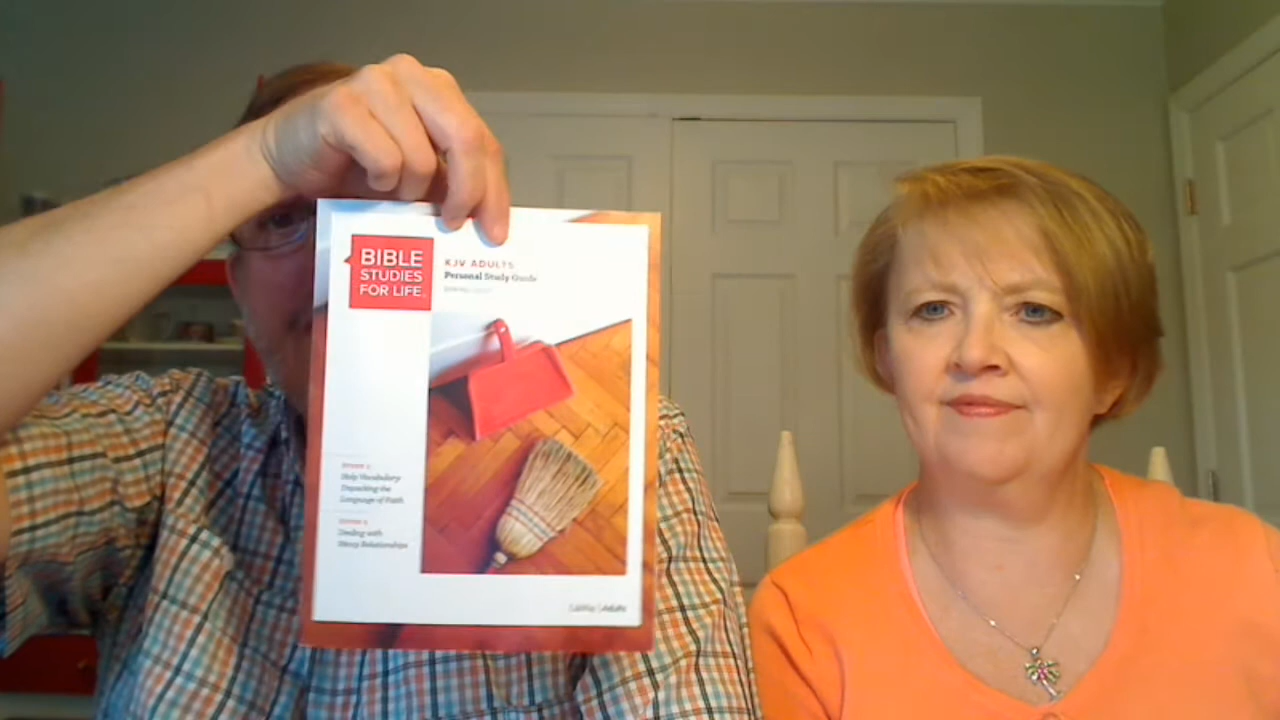 BIBLE
STUDIES
FOR LIFE.
KJV ADULTS
Personal Study Guide
Holy Vocabulary:
Unpacking the
Language of Faith
Dealing with
Messy Relationships
Adults